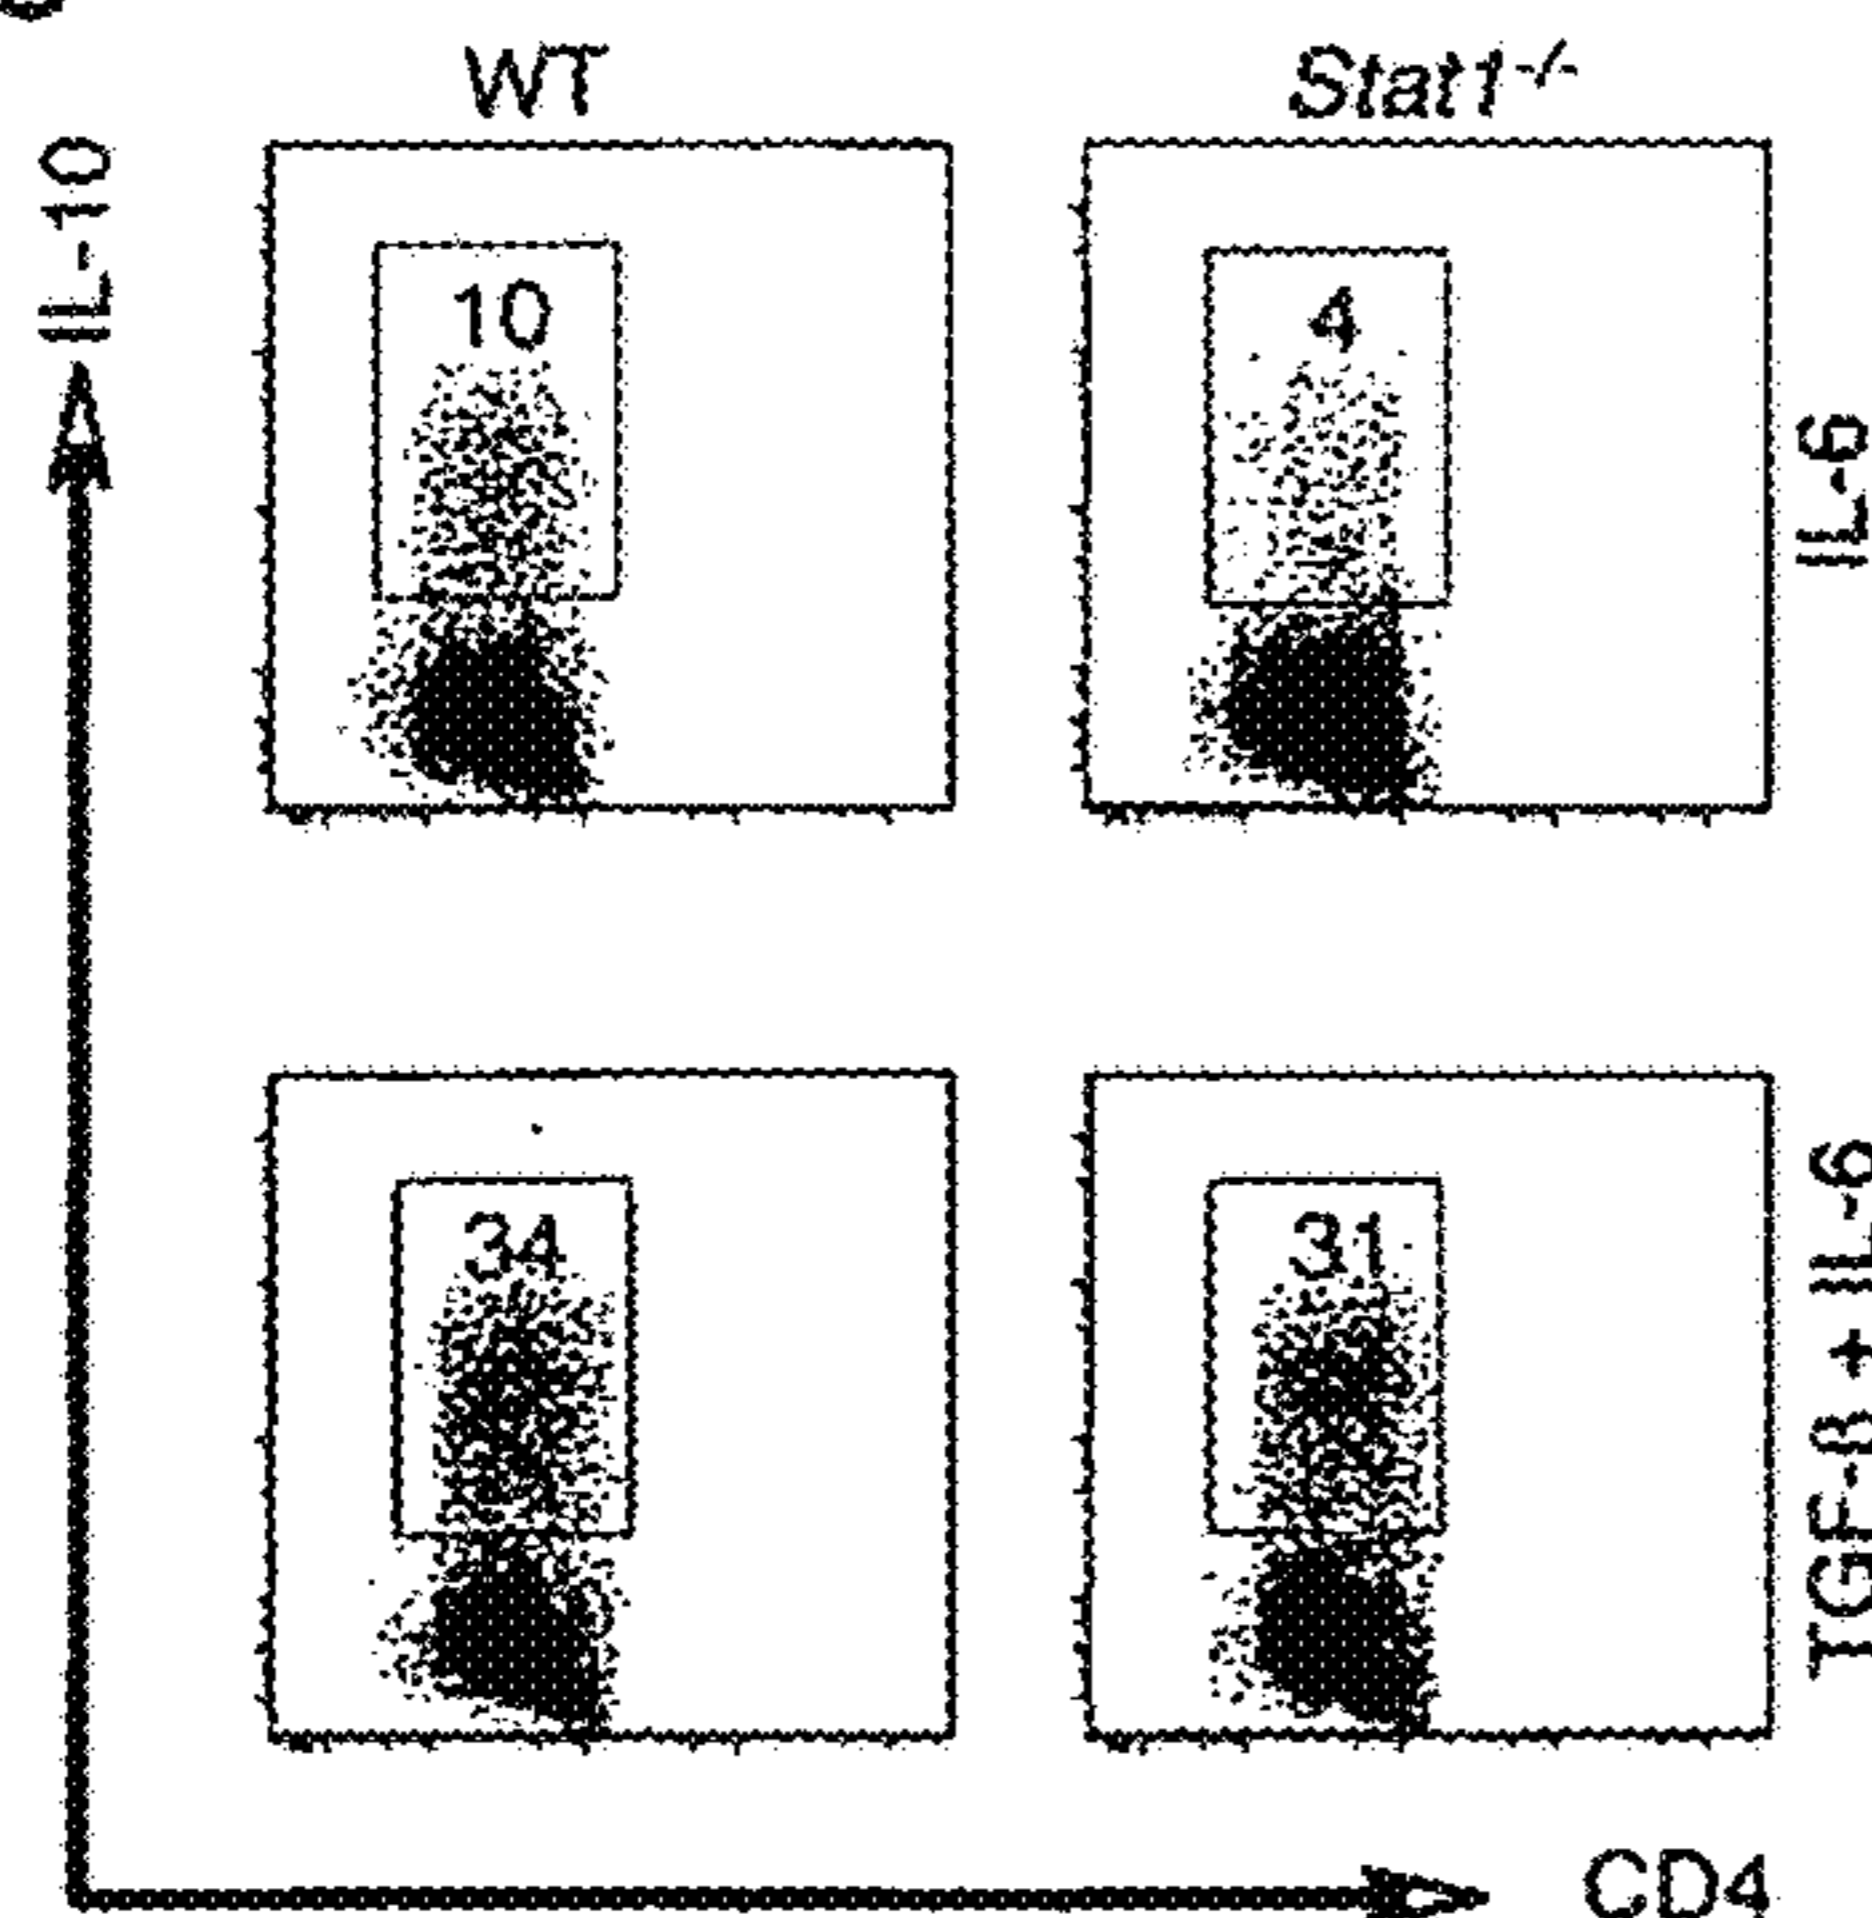 WT
Stat1-/-
IL-10
10
4
IL-6
34
31
TGF-β + IL-6
CD4